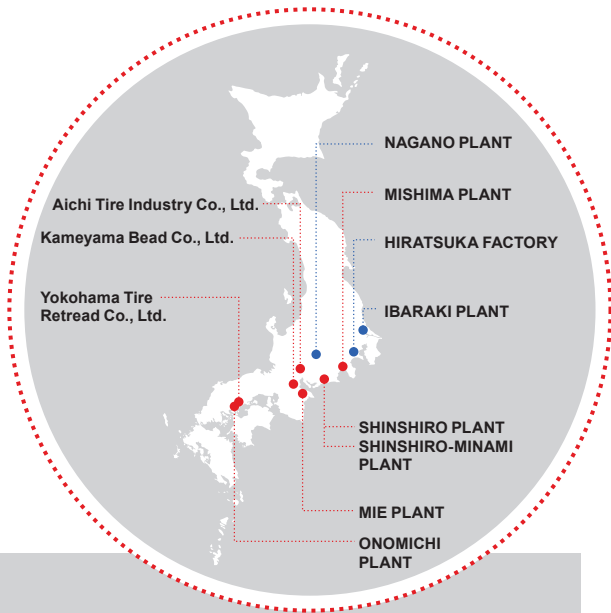 NAGANO PLANT
MISHIMA PLANT
Aichi Tire Industry Co., Ltd.
Kameyama Bead Co., Ltd.
HIRATSUKA FACTORY
Yokohama Tire
Retread Co., Ltd.
IBARAKI PLANT
SHINSHIRO PLANT
SHINSHIRO-MINAMI
PLANT
MIE PLANT
ONOMICHI
PLANT